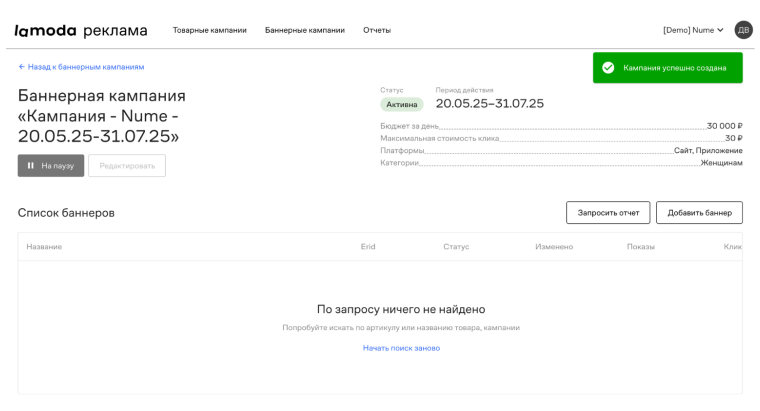 lamoda реклама
Товарные кампании Баннерные кампании Отчеты
[Demo] Nume
ДВ
← Назад к баннерным кампаниям
Кампания успешно создана
Баннерная кампания
«Кампания - Nume -
20.05.25-31.07.25»
На паузу
Редактировать
Статус
Активна
Период действия
20.05.25–31.07.25
Бюджет за день 30 000 ₽
Максимальная стоимость клика 30 ₽
Платформы Сайт, Приложение
Категории Женщинам
Список баннеров
Запросить отчет
Добавить баннер
Название Erid Статус Изменено Показы Клик
По запросу ничего не найдено
Попробуйте искать по артикулу или названию товара, кампании
Начать поиск заново